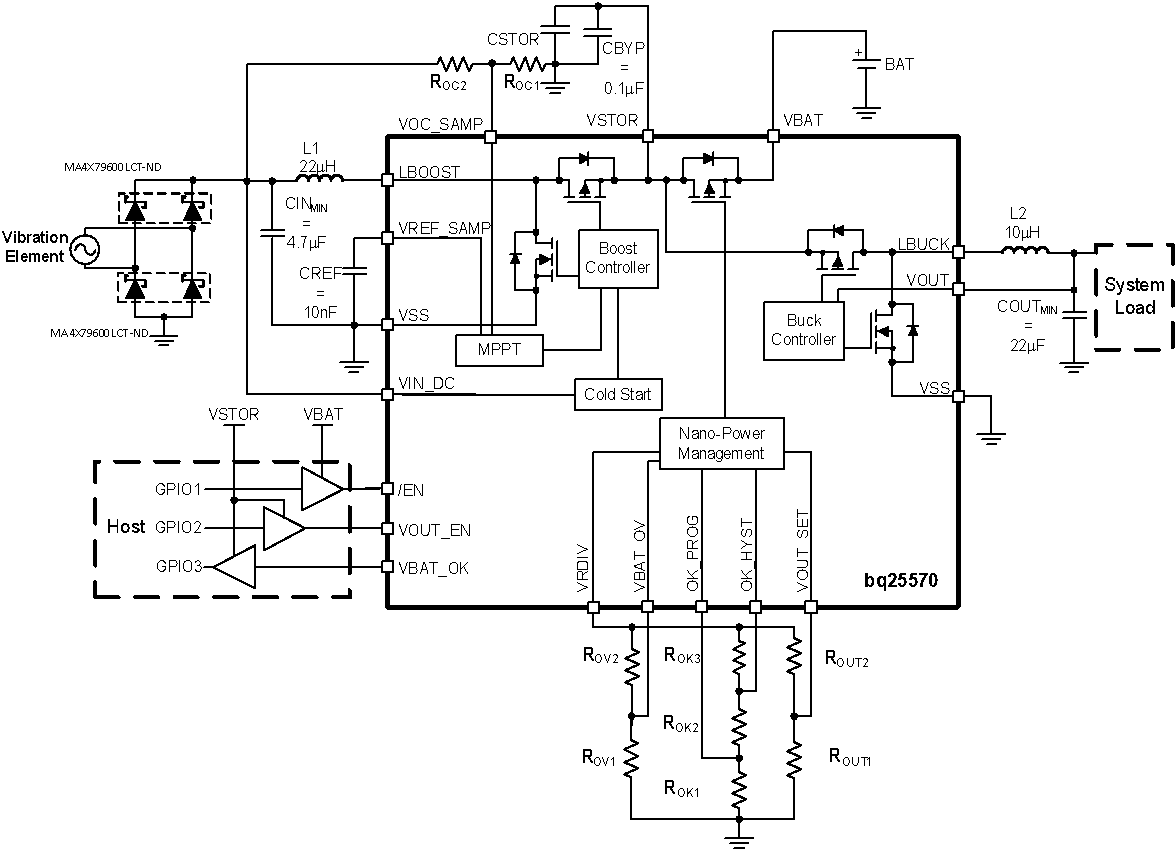 CSTOR
CBYP
=
0.1µF
ROC2
ROC1
BAT
VOC_SAMP
VSTOR
VBAT
MA4X79600LCT-ND
L1
22µH
LBOOST
CINMIN
=
4.7µF
VREF_SAMP
Vibration
Element
CREF
=
10nF
Boost
Controller
L2
10µH
LBUCK
VOUT
System
Load
COUTMIN
=
22µF
Buck
Controller
VSS
MA4X79600LCT-ND
MPPT
VIN_DC
Cold Start
VSS
VSTOR
VBAT
Nano-Power
Management
GPIO1
/EN
Host
GPIO2
VOUT_EN
GPIO3
VBAT_OK
VRDIV
VBAT_OV
OK_PROG
OK_HYST
VOUT_SET
bq25570
ROV2
ROK3
ROUT2
ROK2
ROV1
ROUT1
ROK1